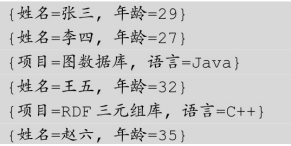 {姓名=张三, 年龄=29}
{姓名=李四, 年龄=27}
{项目=图数据库, 语言=Java}
{姓名=王五, 年龄=32}
{项目=RDF 三元组库, 语言=C++}
{姓名=赵六, 年龄=35}